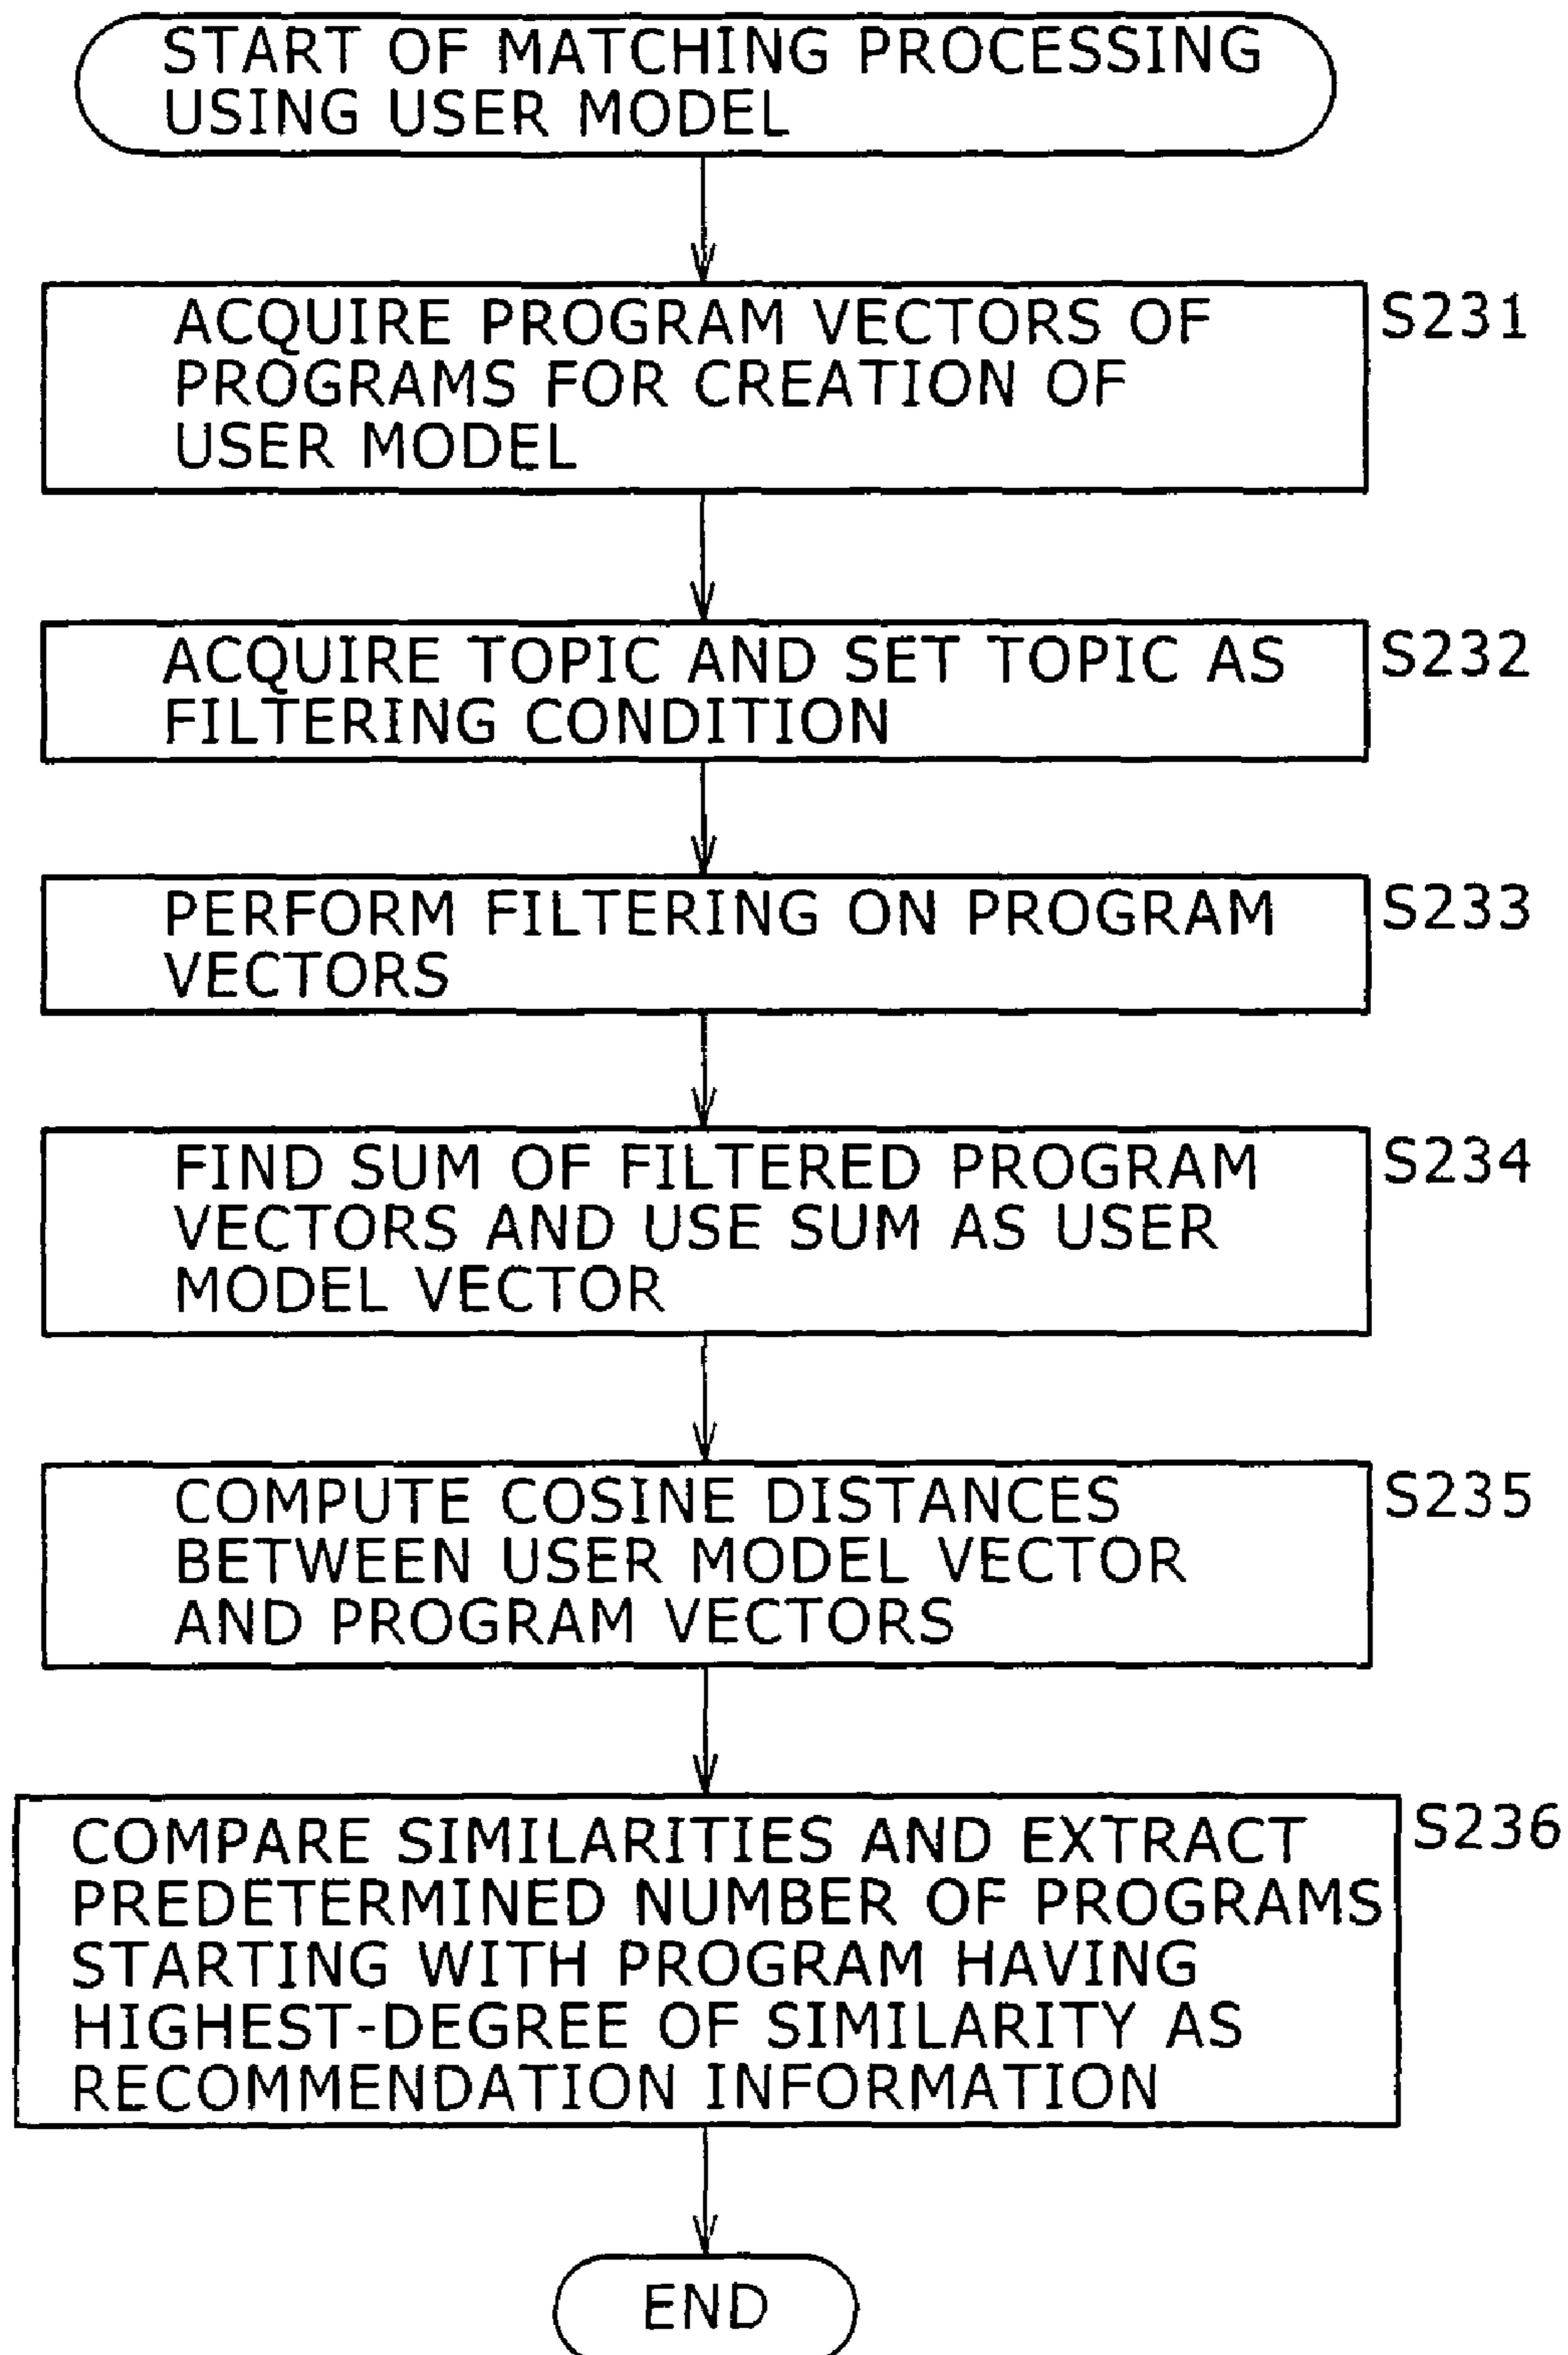 START OF MATCHING PROCESSING
USING USER MODEL
ACQUIRE PROGRAM VECTORS OF
PROGRAMS FOR CREATION OF
USER MODEL
S231
ACQUIRE TOPIC AND SET TOPIC AS
FILTERING CONDITION
S232
PERFORM FILTERING ON PROGRAM
VECTORS
S233
FIND SUM OF FILTERED PROGRAM
VECTORS AND USE SUM AS USER
MODEL VECTOR
S234
COMPUTE COSINE DISTANCES
BETWEEN USER MODEL VECTOR
AND PROGRAM VECTORS
S235
COMPARE SIMILARITIES AND EXTRACT
PREDETERMINED NUMBER OF PROGRAMS
STARTING WITH PROGRAM HAVING
HIGHEST-DEGREE OF SIMILARITY AS
RECOMMENDATION INFORMATION
S236
END